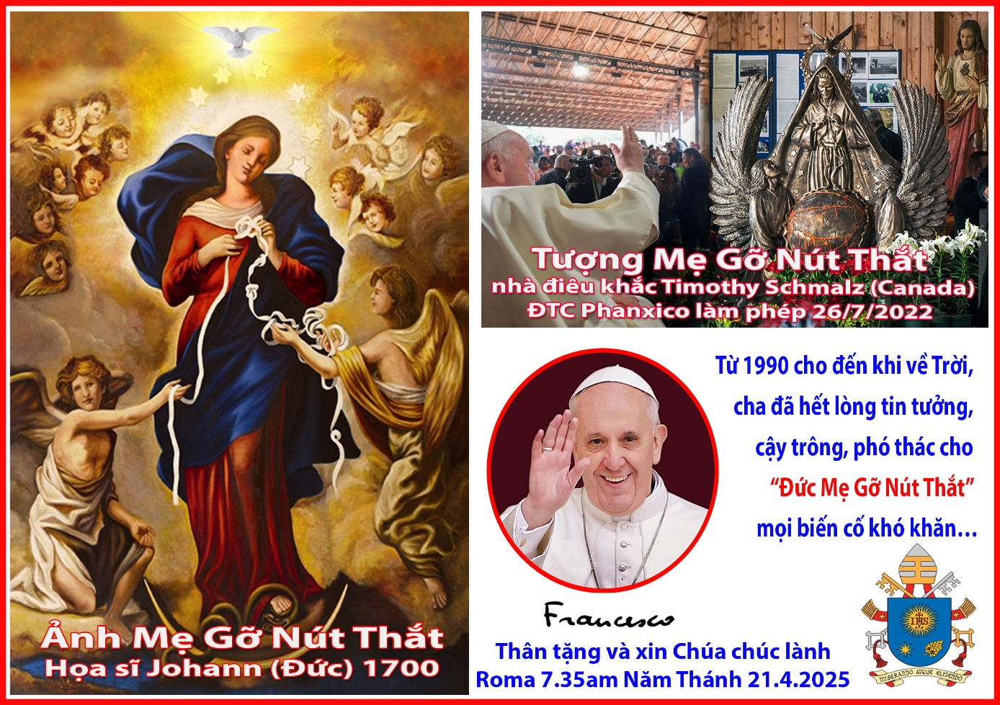 Ảnh Mẹ Gỡ Nút Thắt
Họa sĩ Johann (Đức) 1700
Tượng Mẹ Gỡ Nút Thắt
nhà điêu khắc Timothy Schmalz (Canada)
ĐTC Phanxico làm phép 26/7/2022
Từ 1990 cho đến khi về Trời,
cha đã hết lòng tin tưởng,
cậy trông, phó thác cho
“Đức Mẹ Gỡ Nút Thắt”
mọi biến cố khó khăn...
Francesco
IHS
MISERANDO ATQUE ELIGENDO
Thân tặng và xin Chúa chúc lành
Roma 7.35am Năm Thánh 21.4.2025